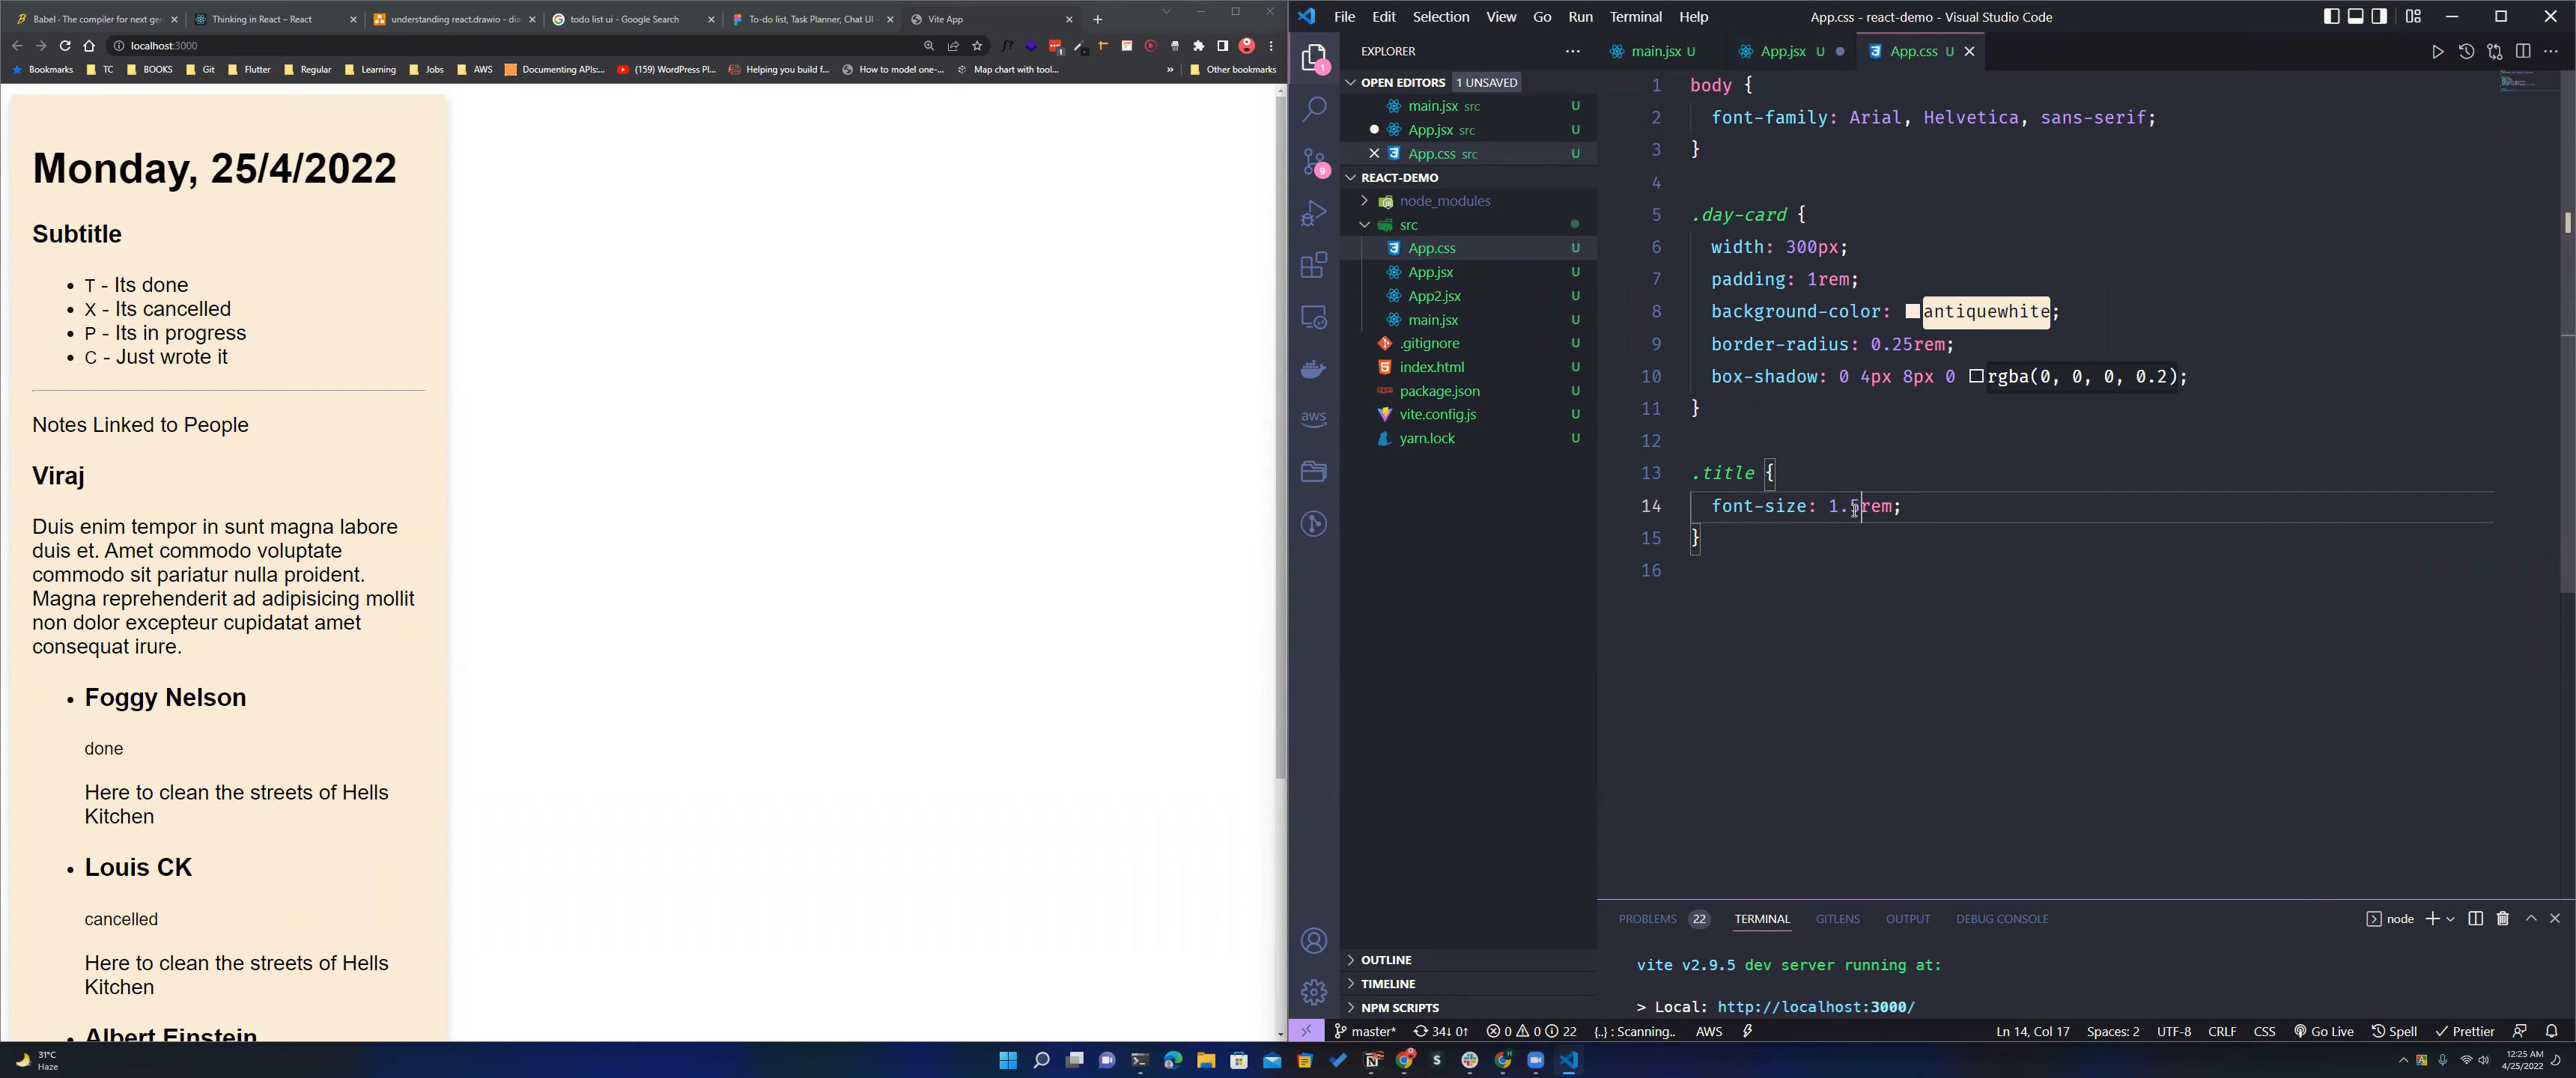 Babel · The compiler for next gen
Thinking in React – React
understanding react.drawio - dia
todo list ui - Google Search
To-do list, Task Planner, Chat UI –
Vite App
localhost:3000
Bookmarks
TC
BOOKS
Git
Flutter
Regular
Learning
Jobs
AWS
Documenting APIs:...
(159) WordPress Pl...
Helping you build f...
How to model one-...
Map chart with tool...
»
Other bookmarks
Monday, 25/4/2022
Subtitle
• T - Its done
• X - Its cancelled
• P - Its in progress
• C - Just wrote it
Notes Linked to People
Viraj
Duis enim tempor in sunt magna labore
duis et. Amet commodo voluptate
commodo sit pariatur nulla proident.
Magna reprehenderit ad adipisicing mollit
non dolor excepteur cupidatat amet
consequat irure.
• Foggy Nelson
done
Here to clean the streets of Hells
Kitchen
• Louis CK
cancelled
Here to clean the streets of Hells
Kitchen
• Albert Einstein
File Edit Selection View Go Run Terminal Help
App.css - react-demo - Visual Studio Code
EXPLORER
OPEN EDITORS 1 UNSAVED
main.jsx src U
App.jsx src U
App.css src U
REACT-DEMO
node_modules
src
App.css U
App.jsx U
App2.jsx U
main.jsx U
.gitignore U
index.html U
package.json U
vite.config.js U
yarn.lock U
OUTLINE
TIMELINE
NPM SCRIPTS
1
9
aws
main.jsx U
App.jsx U
App.css U
1 body {
2 font-family: Arial, Helvetica, sans-serif;
3 }
4
5 .day-card {
6 width: 300px;
7 padding: 1rem;
8 background-color: antiquewhite;
9 border-radius: 0.25rem;
10 box-shadow: 0 4px 8px 0 rgba(0, 0, 0, 0.2);
11 }
12
13 .title {
14 font-size: 1.5rem;
15 }
16
PROBLEMS 22 TERMINAL GITLENS OUTPUT DEBUG CONSOLE
node
vite v2.9.5 dev server running at:
> Local: http://localhost:3000/
master* 34↓ 0↑ 0 0 22 {..} : Scanning.. AWS
Ln 14, Col 17 Spaces: 2 UTF-8 CRLF CSS Go Live Spell Prettier
31°C
Haze
12:25 AM
4/25/2022